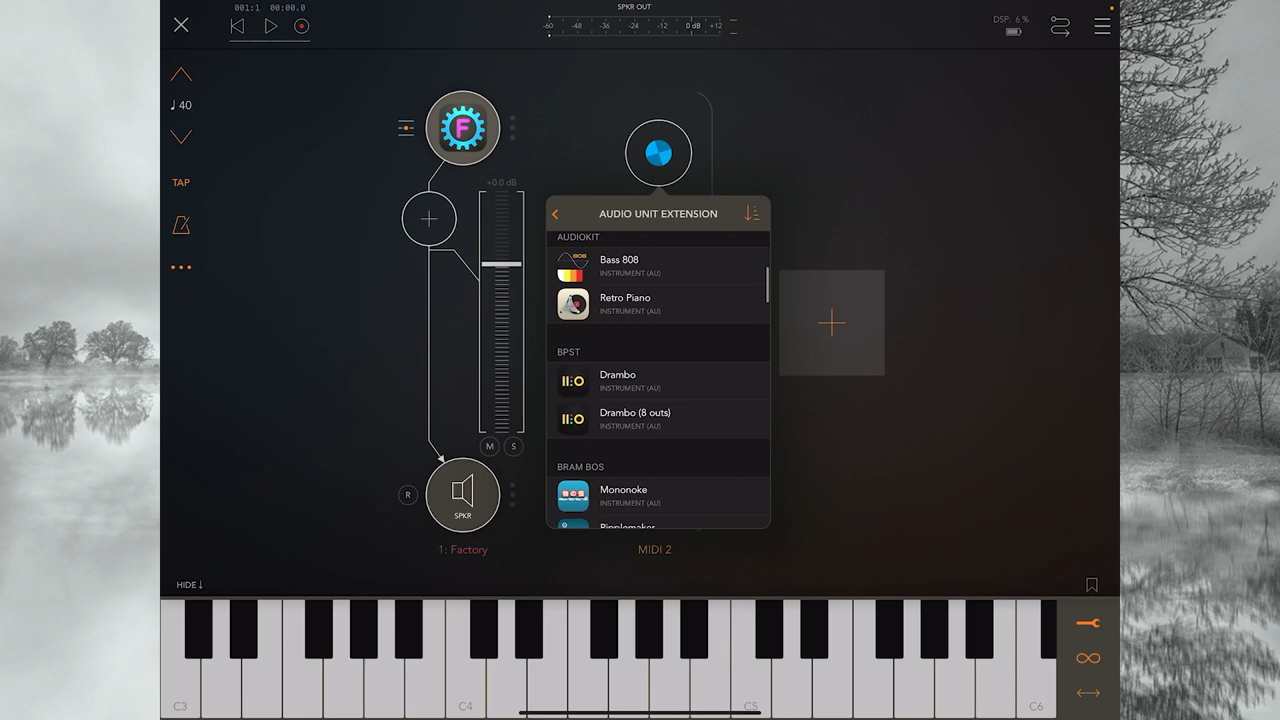 001:1 00:00.0
SPKR OUT
-60 -48 -36 -24 -12 0 dB +12
DSP: 6 %
♩ 40
TAP
F
+0.0 dB
AUDIO UNIT EXTENSION
AUDIOKIT
808
Bass 808
INSTRUMENT (AU)
Retro Piano
INSTRUMENT (AU)
BPST
Drambo
INSTRUMENT (AU)
Drambo (8 outs)
INSTRUMENT (AU)
BRAM BOS
Mononoke
INSTRUMENT (AU)
Ripplemaker
M S
R
SPKR
1: Factory
MIDI 2
HIDE↓
C3 C4 C5 C6